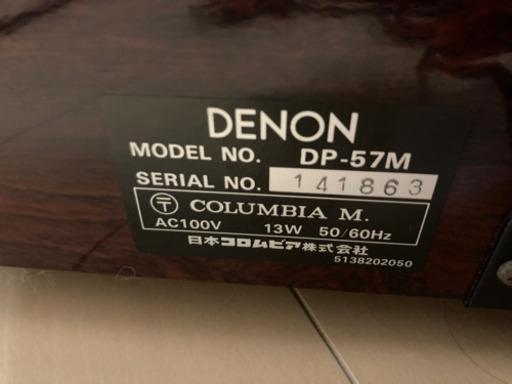 DENON
MODEL NO. DP-57M
SERIAL NO. 141863
〒 COLUMBIA M.
AC100V 13W 50/60Hz
日本コロムビア株式会社
5138202050